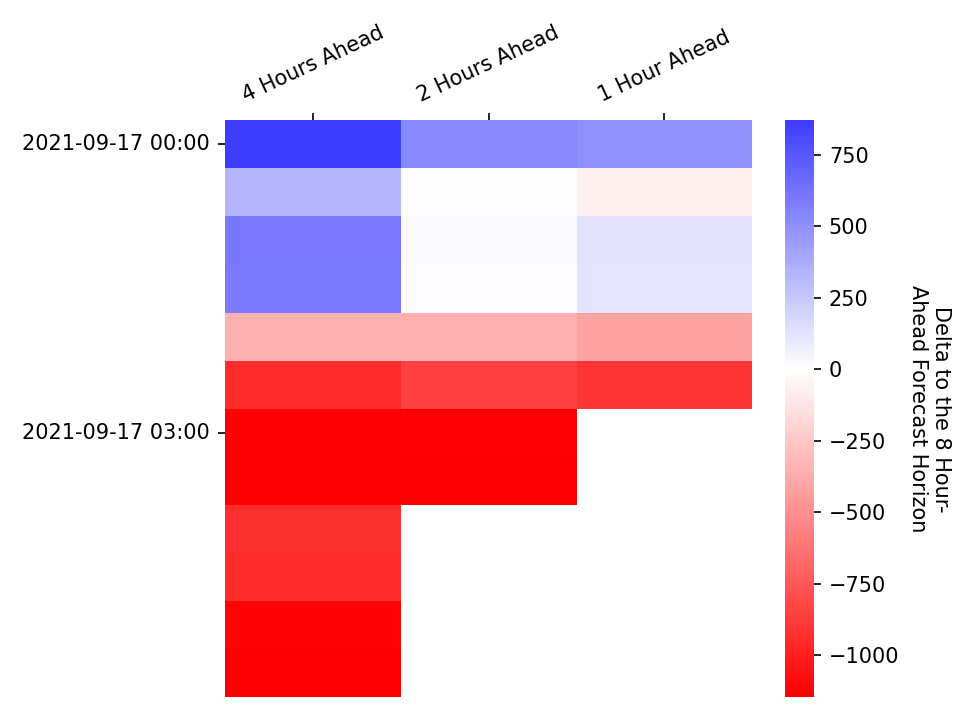 4 Hours Ahead
2 Hours Ahead
1 Hour Ahead
2021-09-17 00:00
2021-09-17 03:00
750
500
250
0
−250
−500
−750
−1000
Delta to the 8 Hour-
Ahead Forecast Horizon